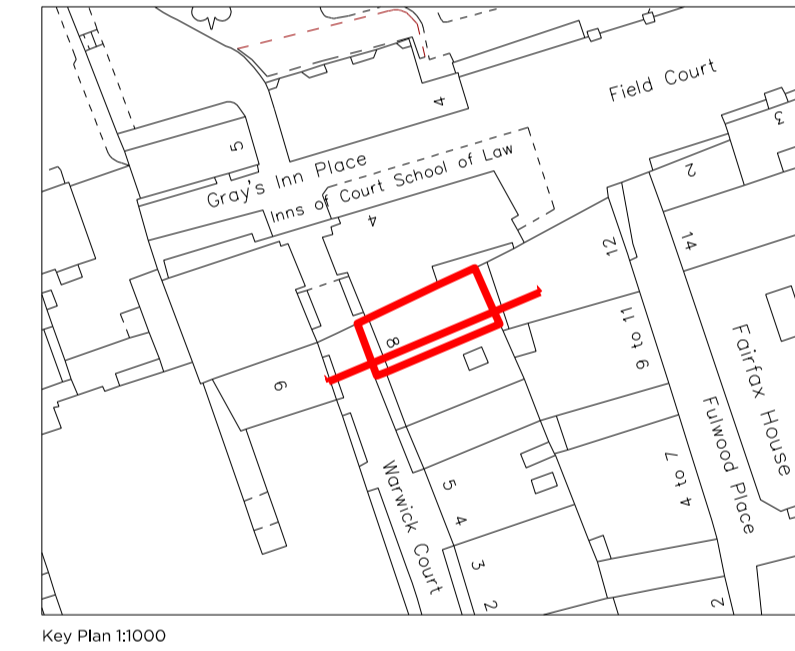 Field Court
4
3
5
Gray's Inn Place
Inns of Court School of Law
4
2
12
14
8
9 to 11
6
Fairfax House
Fulwood Place
Warwick Court
4 to 7
5
4
3
2
2
Key Plan 1:1000